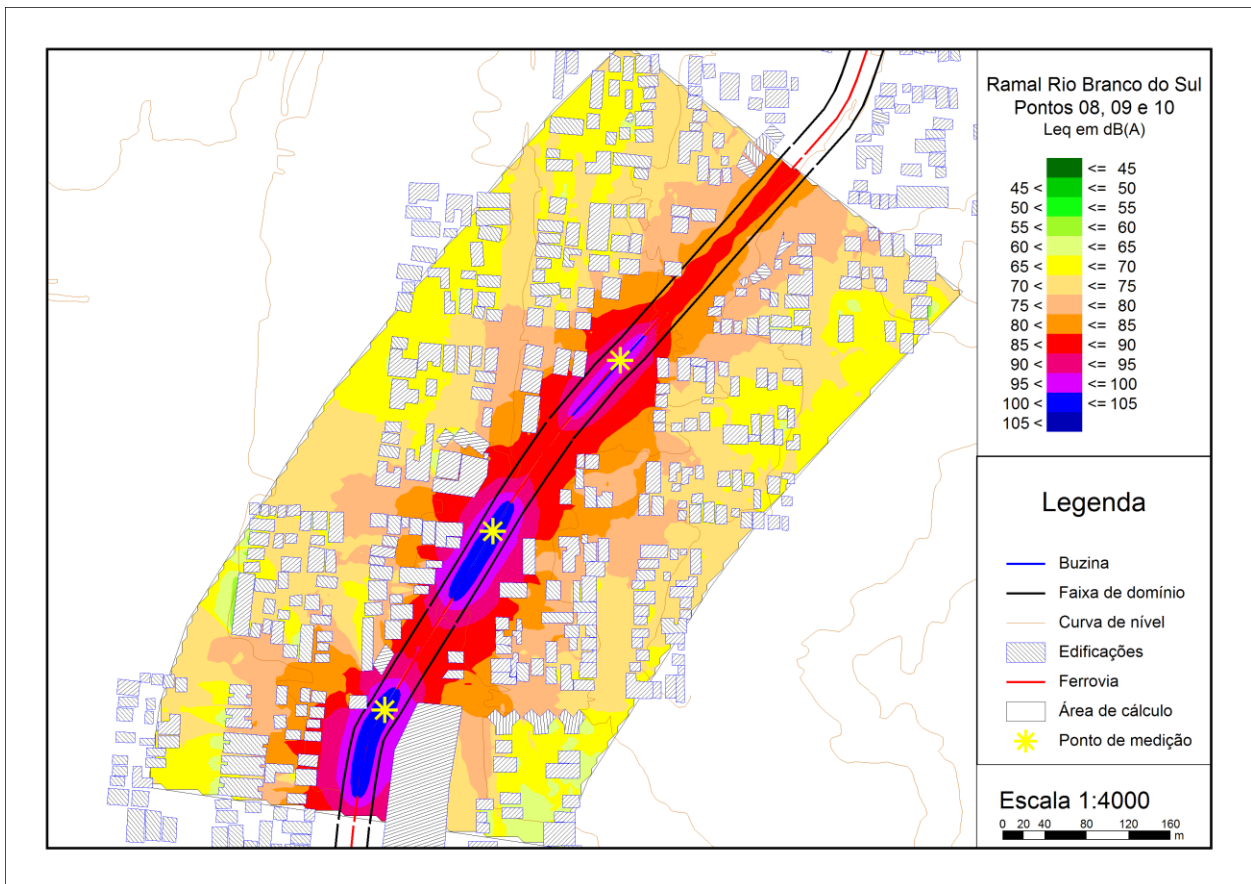 Ramal Rio Branco do Sul
Pontos 08, 09 e 10
Leq em dB(A)
<= 45
45 < <= 50
50 < <= 55
55 < <= 60
60 < <= 65
65 < <= 70
70 < <= 75
75 < <= 80
80 < <= 85
85 < <= 90
90 < <= 95
95 < <= 100
100 < <= 105
105 <
Legenda
Buzina
Faixa de domínio
Curva de nível
Edificações
Ferrovia
Área de cálculo
Ponto de medição
Escala 1:4000
0 20 40 80 120 160
m